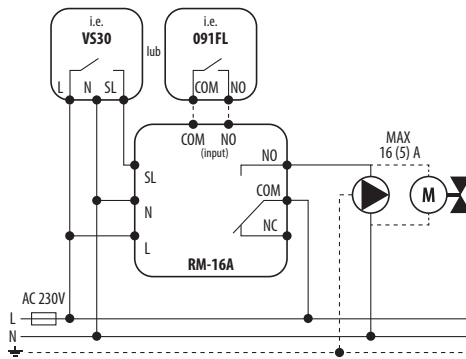 i.e.
VS30
lub
i.e.
091FL
L N SL
COM NO
COM NO
(input)
MAX
16 (5) A
NO
SL
COM
M
N
NC
L
RM-16A
AC 230V
L
N